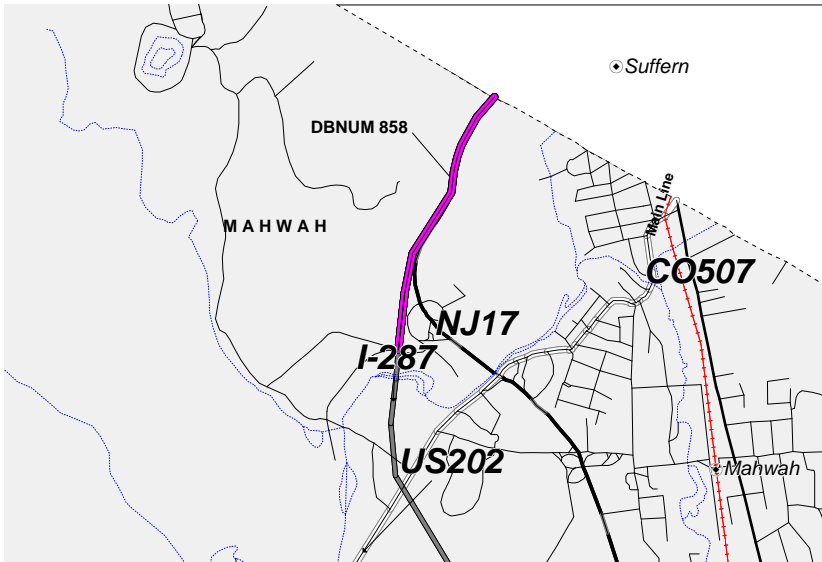 Suffern
DBNUM 858
Main Line
MAHWAH
CO507
NJ17
I-287
US202
Mahwah